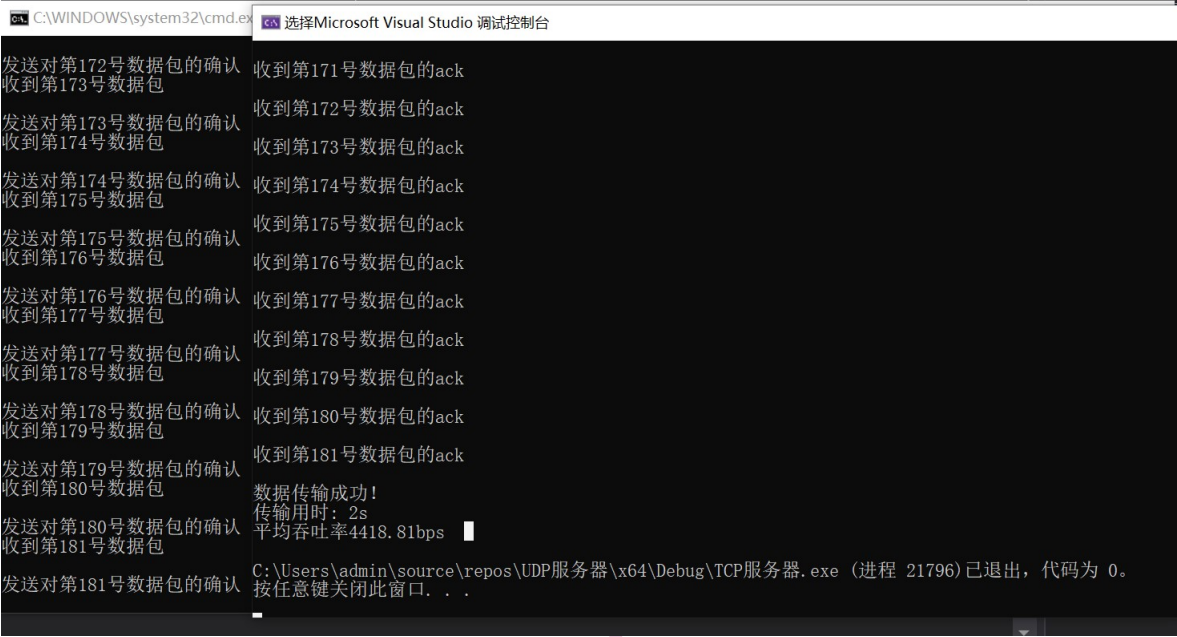 C:\WINDOWS\system32\cmd.ex
发送对第172号数据包的确认
收到第173号数据包
发送对第173号数据包的确认
收到第174号数据包
发送对第174号数据包的确认
收到第175号数据包
发送对第175号数据包的确认
收到第176号数据包
发送对第176号数据包的确认
收到第177号数据包
发送对第177号数据包的确认
收到第178号数据包
发送对第178号数据包的确认
收到第179号数据包
发送对第179号数据包的确认
收到第180号数据包
发送对第180号数据包的确认
收到第181号数据包
发送对第181号数据包的确认
选择Microsoft Visual Studio 调试控制台
收到第171号数据包的ack
收到第172号数据包的ack
收到第173号数据包的ack
收到第174号数据包的ack
收到第175号数据包的ack
收到第176号数据包的ack
收到第177号数据包的ack
收到第178号数据包的ack
收到第179号数据包的ack
收到第180号数据包的ack
收到第181号数据包的ack
数据传输成功!
传输用时: 2s
平均吞吐率4418.81bps
C:\Users\admin\source\repos\UDP服务器\x64\Debug\TCP服务器.exe (进程 21796)已退出，代码为 0。
按任意键关闭此窗口. . .